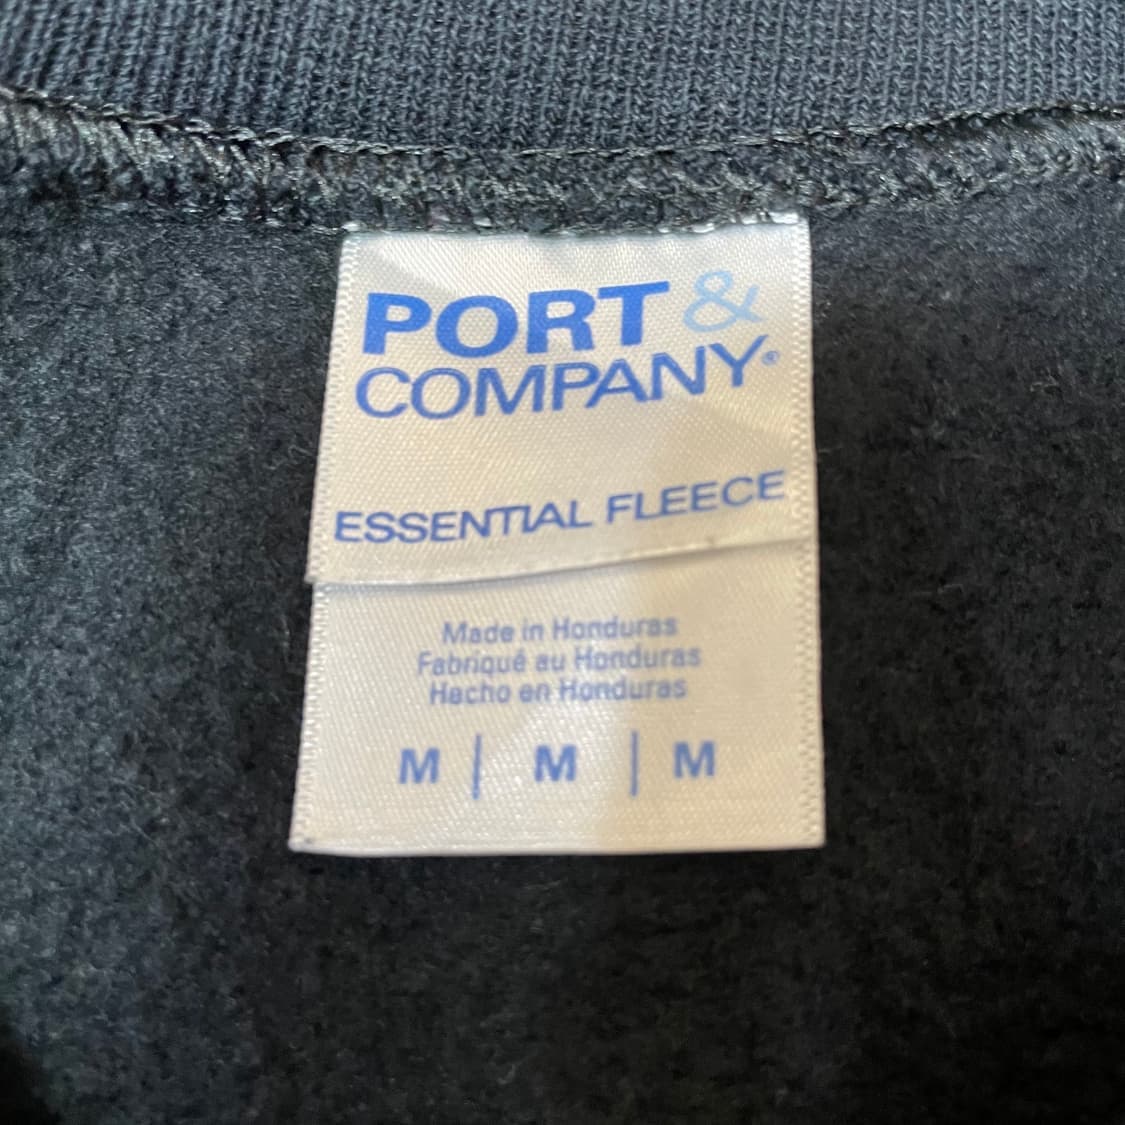 PORT &
COMPANY®
ESSENTIAL FLEECE
Made in Honduras
Fabriqué au Honduras
Hecho en Honduras
M | M | M